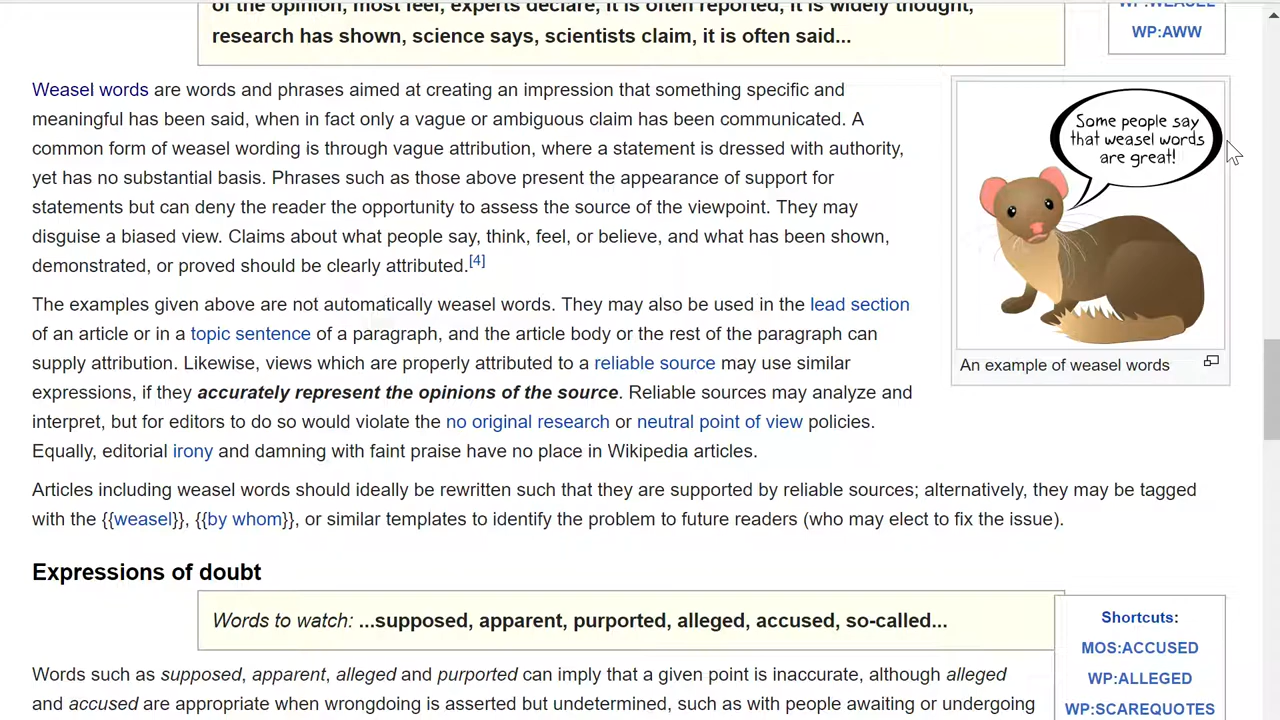 of the opinion, most feel, experts declare, it is often reported, it is widely thought,
research has shown, science says, scientists claim, it is often said...
WP:WEASEL
WP:AWW
Weasel words are words and phrases aimed at creating an impression that something specific and
meaningful has been said, when in fact only a vague or ambiguous claim has been communicated. A
common form of weasel wording is through vague attribution, where a statement is dressed with authority,
yet has no substantial basis. Phrases such as those above present the appearance of support for
statements but can deny the reader the opportunity to assess the source of the viewpoint. They may
disguise a biased view. Claims about what people say, think, feel, or believe, and what has been shown,
demonstrated, or proved should be clearly attributed.[4]
Some people say
that weasel words
are great!
An example of weasel words
The examples given above are not automatically weasel words. They may also be used in the lead section
of an article or in a topic sentence of a paragraph, and the article body or the rest of the paragraph can
supply attribution. Likewise, views which are properly attributed to a reliable source may use similar
expressions, if they accurately represent the opinions of the source. Reliable sources may analyze and
interpret, but for editors to do so would violate the no original research or neutral point of view policies.
Equally, editorial irony and damning with faint praise have no place in Wikipedia articles.
Articles including weasel words should ideally be rewritten such that they are supported by reliable sources; alternatively, they may be tagged
with the {{weasel}}, {{by whom}}, or similar templates to identify the problem to future readers (who may elect to fix the issue).
Expressions of doubt
Words to watch: ...supposed, apparent, purported, alleged, accused, so-called...
Shortcuts:
MOS:ACCUSED
WP:ALLEGED
WP:SCAREQUOTES
Words such as supposed, apparent, alleged and purported can imply that a given point is inaccurate, although alleged
and accused are appropriate when wrongdoing is asserted but undetermined, such as with people awaiting or undergoing